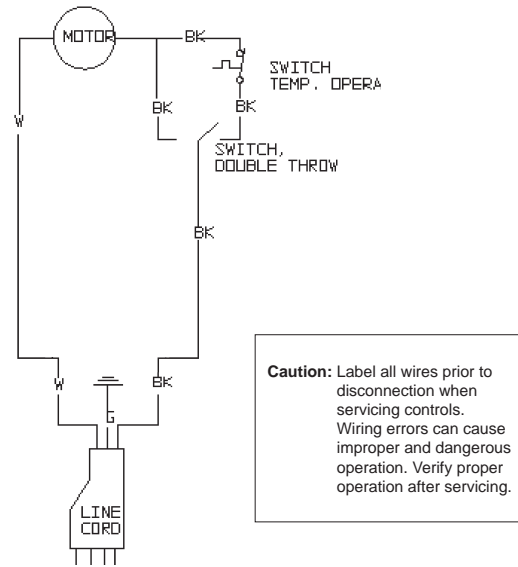 MOTOR
BK
SWITCH
TEMP. OPERA
BK
BK
W
SWITCH,
DOUBLE THROW
BK
W
BK
G
LINE
CORD
Caution: Label all wires prior to
disconnection when
servicing controls.
Wiring errors can cause
improper and dangerous
operation. Verify proper
operation after servicing.